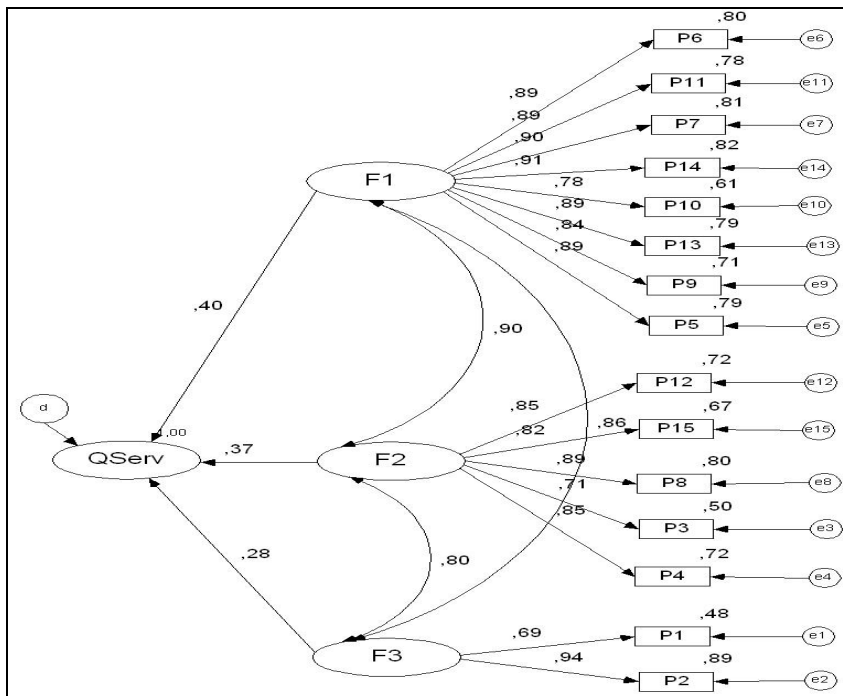 ,80
P6
e6
,78
,89
P11
e11
,89
,81
,90
P7
e7
,91
,82
P14
e14
F1
,78
,61
,89
P10
e10
,84
,79
P13
e13
,89
,71
P9
e9
,79
P5
e5
,40
,90
,72
P12
e12
d
,85
,67
,86
,82
P15
e15
1,00
,37
QServ
F2
,89
,80
P8
e8
,71
,50
,85
P3
e3
,28
,80
,72
P4
e4
,48
,69
P1
e1
F3
,94
,89
P2
e2